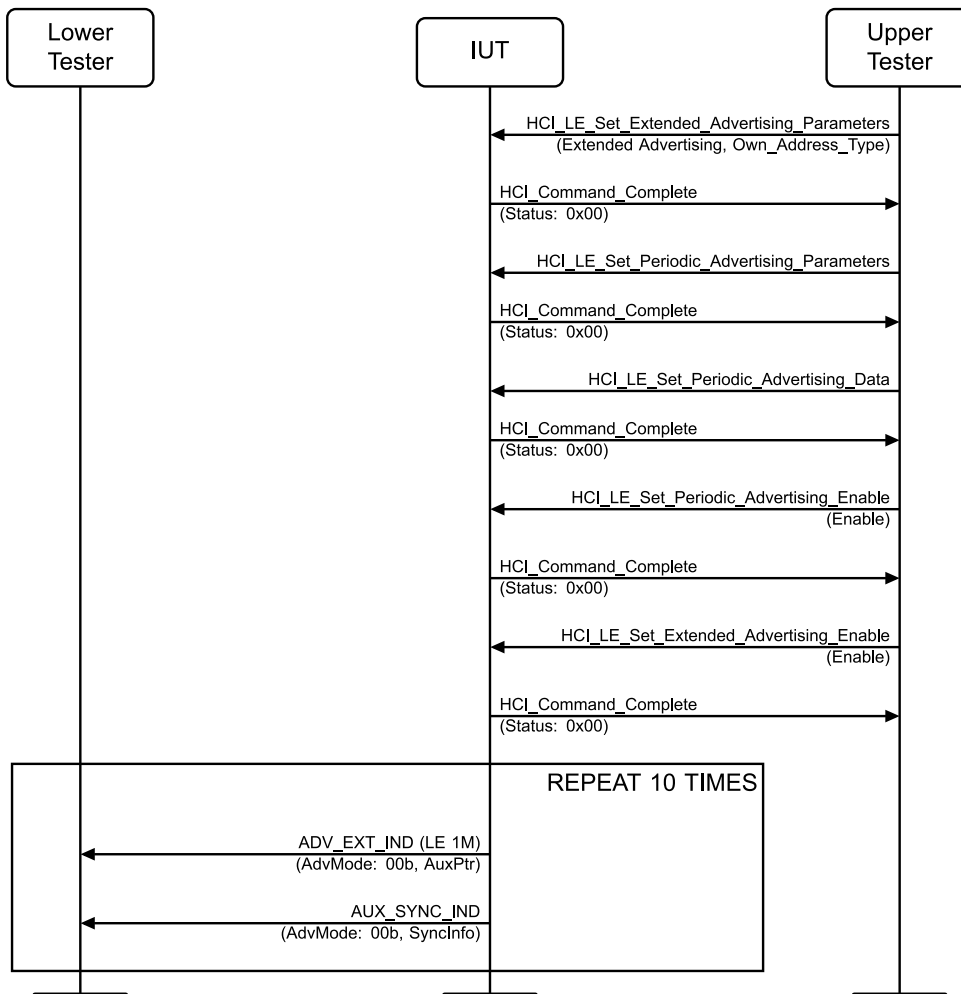 Lower
Tester
IUT
Upper
Tester
HCI_LE_Set_Extended_Advertising_Parameters
(Extended Advertising, Own_Address_Type)
HCI_Command_Complete
(Status: 0x00)
HCI_LE_Set_Periodic_Advertising_Parameters
HCI_Command_Complete
(Status: 0x00)
HCI_LE_Set_Periodic_Advertising_Data
HCI_Command_Complete
(Status: 0x00)
HCI_LE_Set_Periodic_Advertising_Enable
(Enable)
HCI_Command_Complete
(Status: 0x00)
HCI_LE_Set_Extended_Advertising_Enable
(Enable)
HCI_Command_Complete
(Status: 0x00)
REPEAT 10 TIMES
ADV_EXT_IND (LE 1M)
(AdvMode: 00b, AuxPtr)
AUX_SYNC_IND
(AdvMode: 00b, SyncInfo)